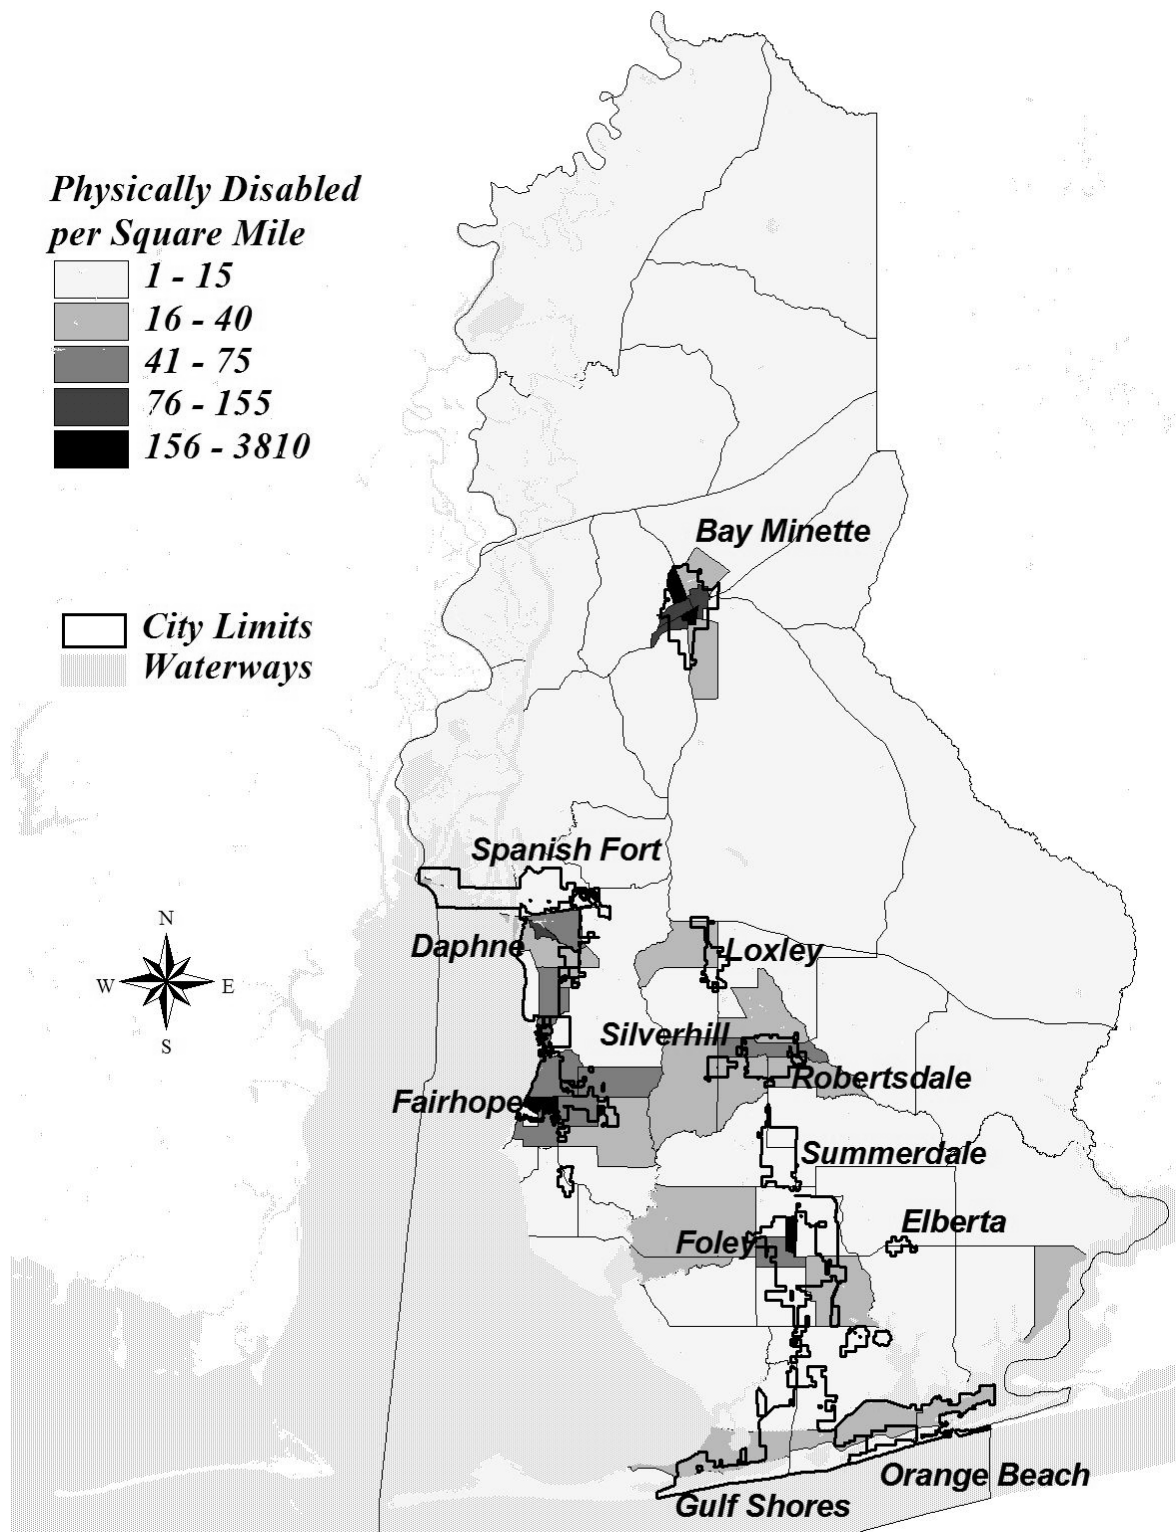 Physically Disabled
per Square Mile
1 - 15
16 - 40
41 - 75
76 - 155
156 - 3810
Bay Minette
City Limits
Waterways
Spanish Fort
N
Daphne
Loxley
W
E
Silverhill
S
Robertsdale
Fairhope
Summerdale
Elberta
Foley
Orange Beach
Gulf Shores